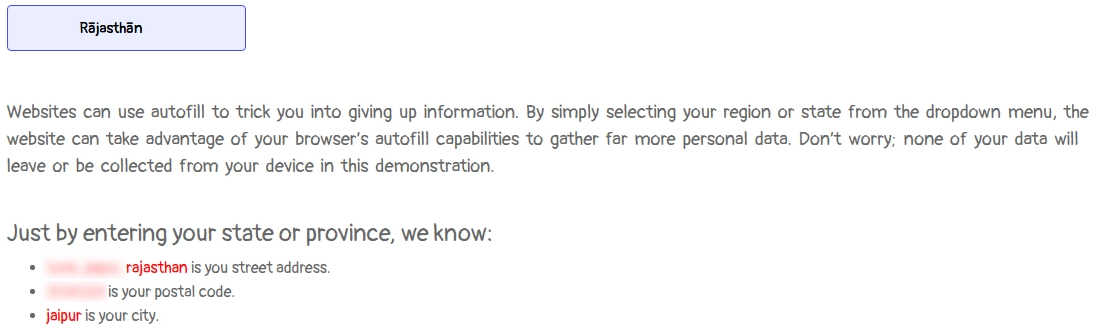 Rājasthān
Websites can use autofill to trick you into giving up information. By simply selecting your region or state from the dropdown menu, the
website can take advantage of your browser's autofill capabilities to gather far more personal data. Don't worry; none of your data will
leave or be collected from your device in this demonstration.
Just by entering your state or province, we know:
• rajasthan is you street address.
• is your postal code.
• jaipur is your city.